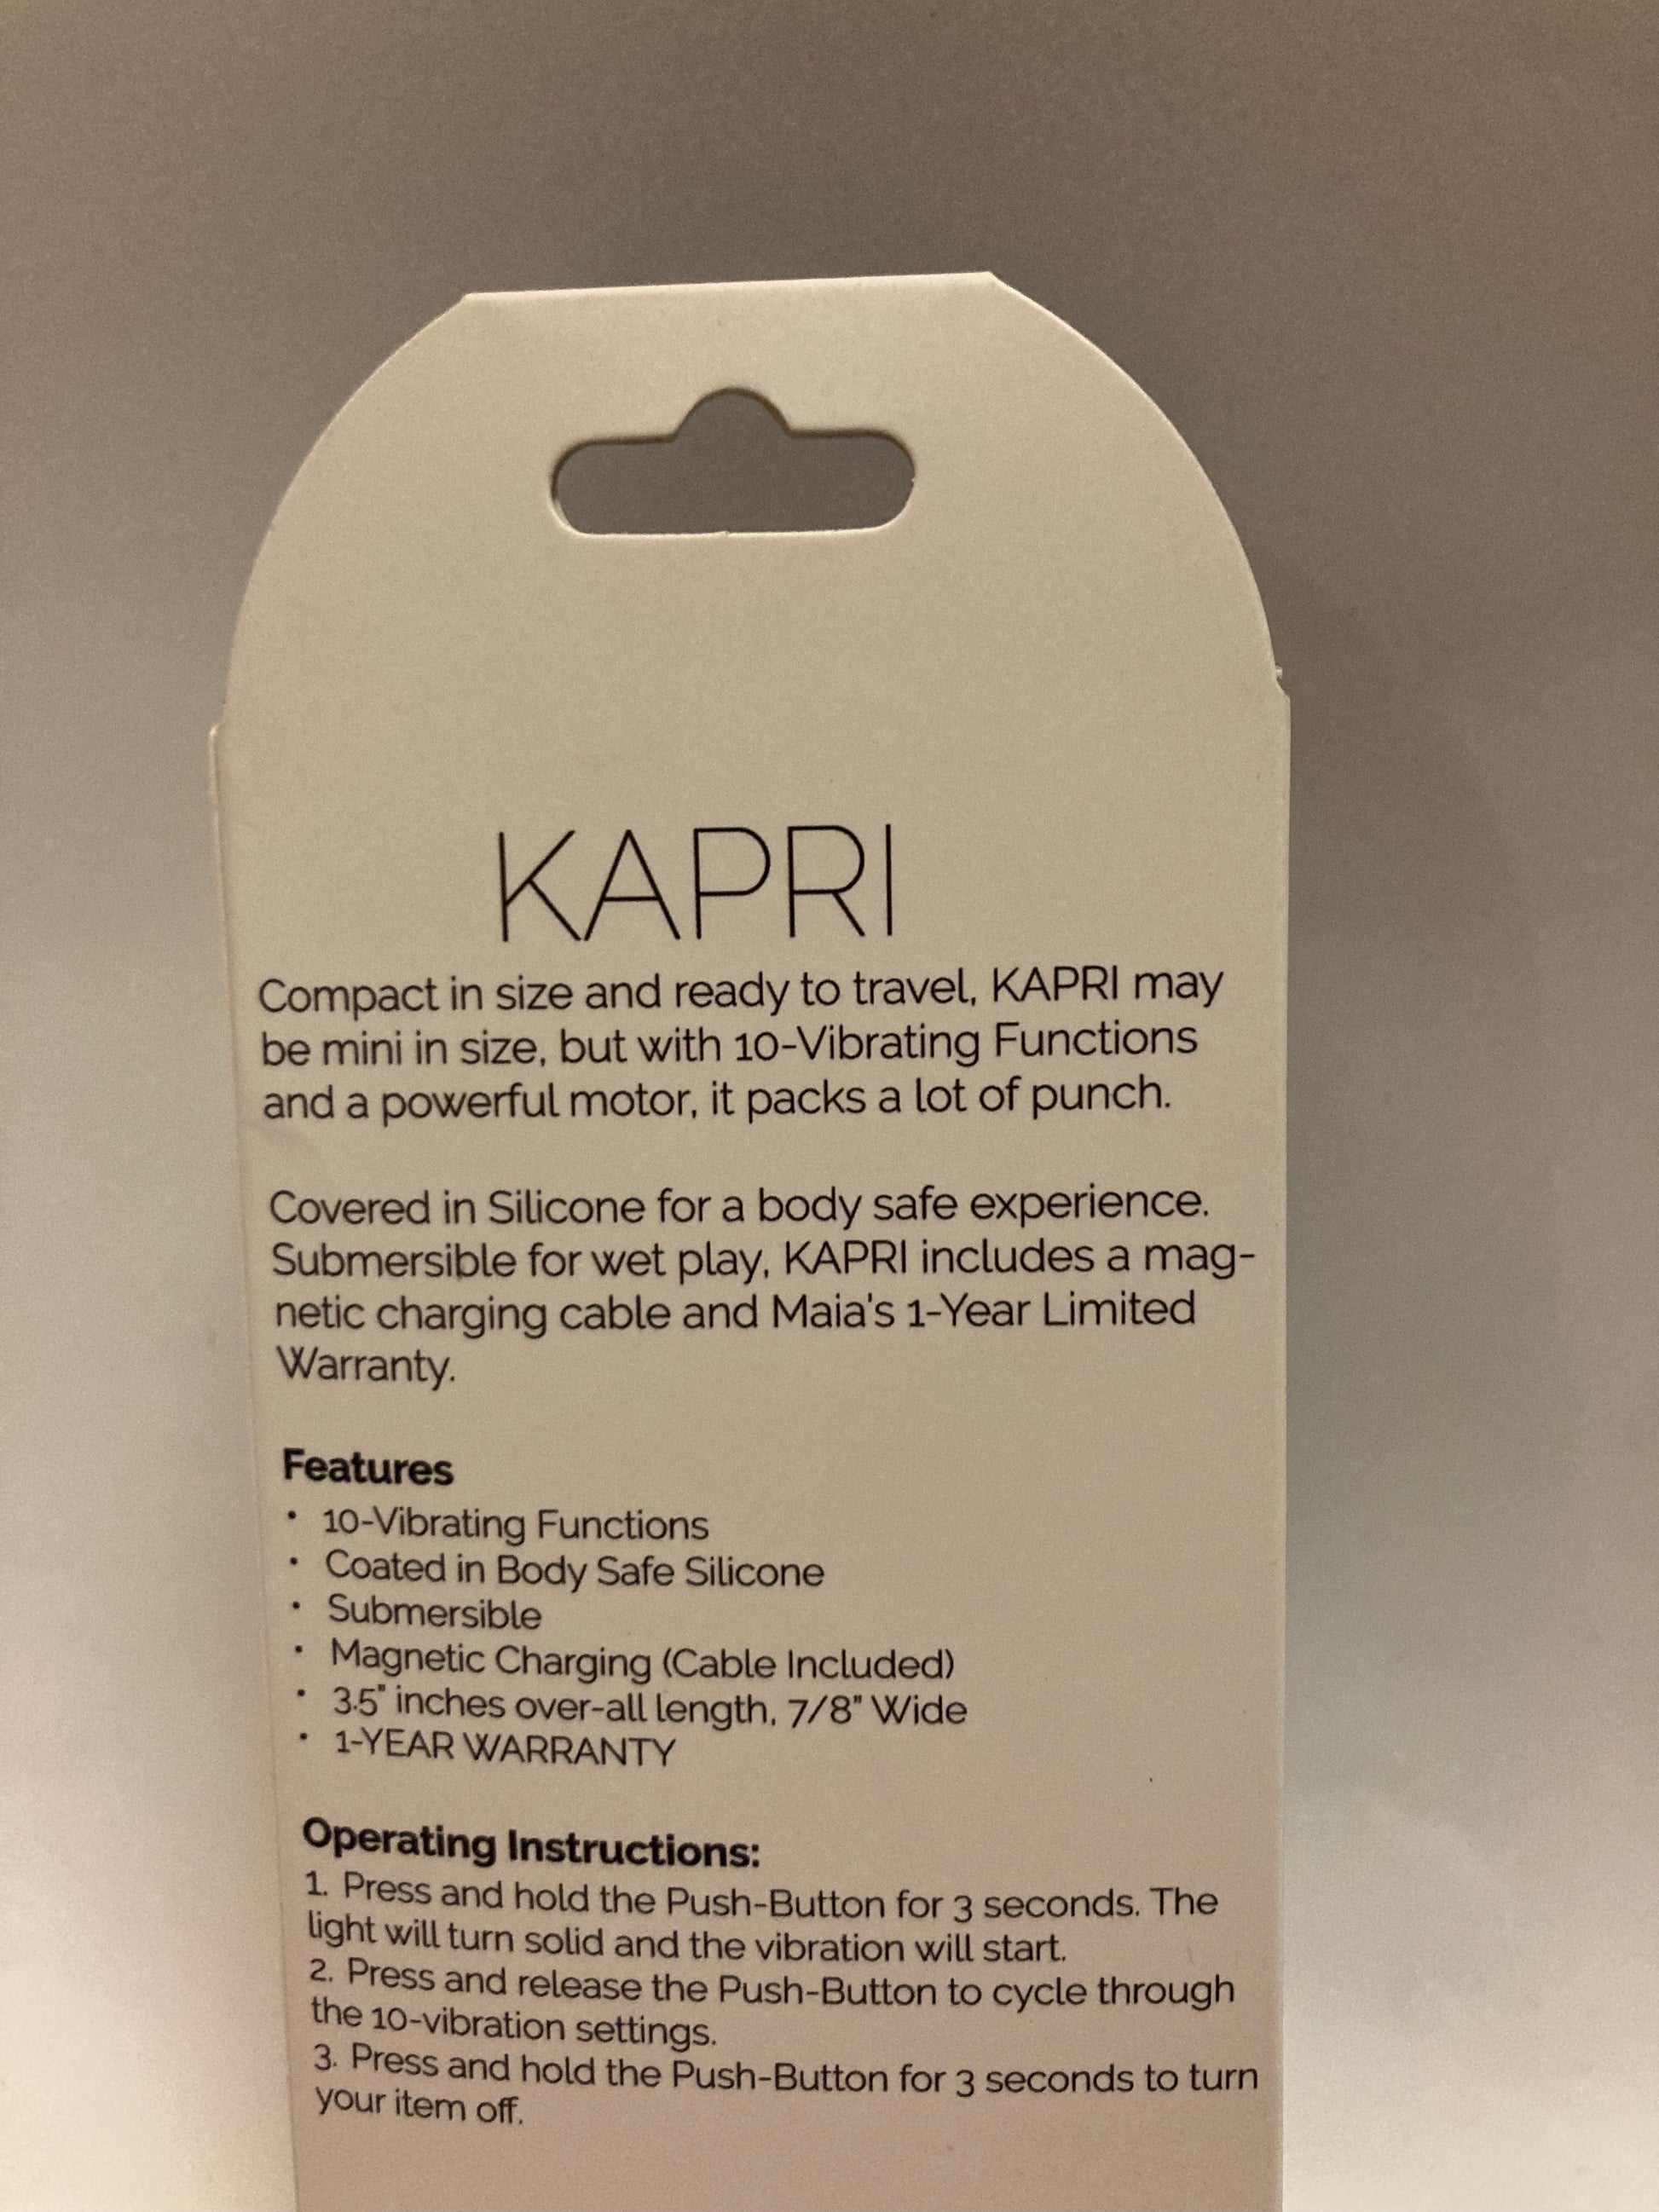 KAPRI
Compact in size and ready to travel, KAPRI may
be mini in size, but with 10-Vibrating Functions
and a powerful motor, it packs a lot of punch.
Covered in Silicone for a body safe experience.
Submersible for wet play, KAPRI includes a mag-
netic charging cable and Maia's 1-Year Limited
Warranty.
Features
• 10-Vibrating Functions
• Coated in Body Safe Silicone
• Submersible
• Magnetic Charging (Cable Included)
• 3.5" inches over-all length, 7/8" Wide
• 1-YEAR WARRANTY
Operating Instructions:
1. Press and hold the Push-Button for 3 seconds. The
light will turn solid and the vibration will start.
2. Press and release the Push-Button to cycle through
the 10-vibration settings.
3. Press and hold the Push-Button for 3 seconds to turn
your item off.